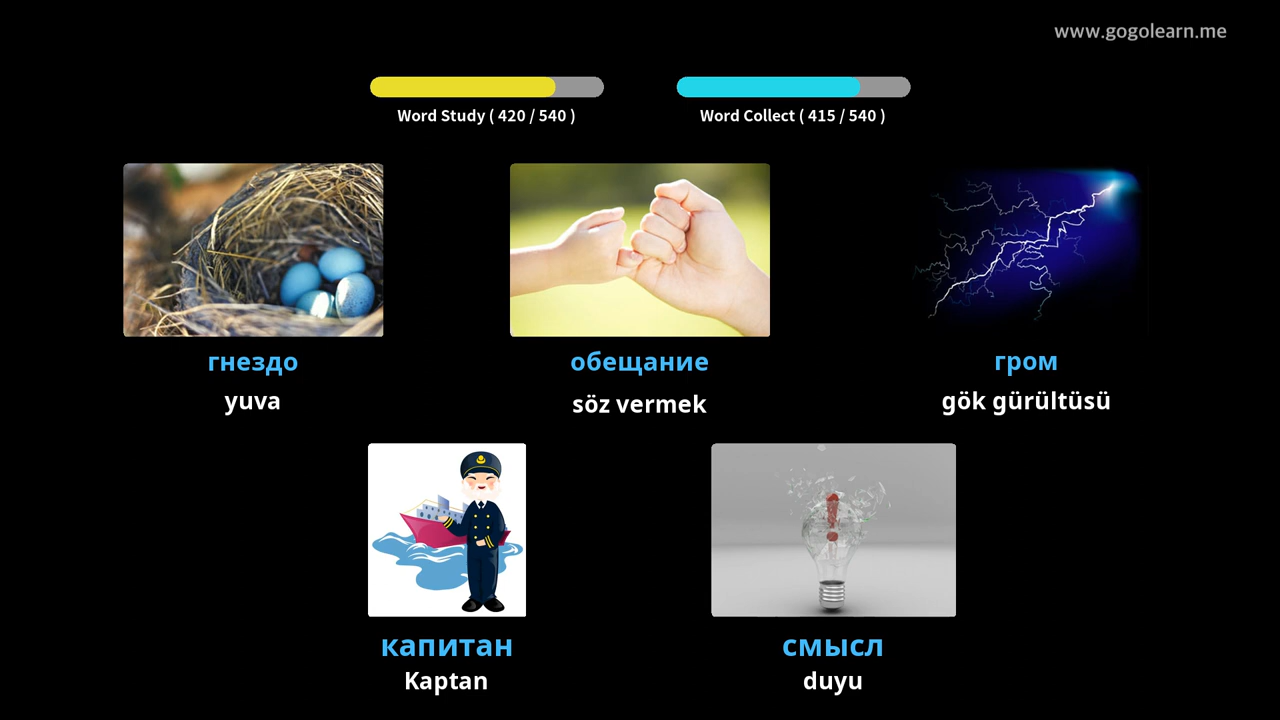 www.gogolearn.me
Word Study ( 420 / 540 )
Word Collect ( 415 / 540 )
гнездо
yuva
обещание
söz vermek
гром
gök gürültüsü
капитан
Kaptan
смысл
duyu